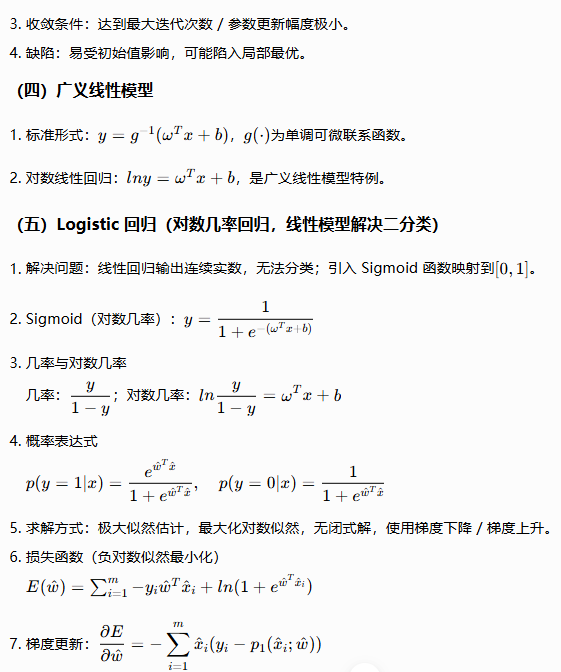 3. 收敛条件：达到最大迭代次数 / 参数更新幅度极小。
4. 缺陷：易受初始值影响，可能陷入局部最优。
（四）广义线性模型
1. 标准形式：$y = g^{-1}(\omega^T x + b)$，$g(\cdot)$为单调可微联系函数。
2. 对数线性回归：$lny = \omega^T x + b$，是广义线性模型特例。
（五）Logistic 回归（对数几率回归，线性模型解决二分类）
1. 解决问题：线性回归输出连续实数，无法分类；引入 Sigmoid 函数映射到$[0,1]$。
2. Sigmoid（对数几率）：$y = \frac{1}{1 + e^{-(\omega^T x + b)}}$
3. 几率与对数几率
几率：$\frac{y}{1-y}$；对数几率：$ln\frac{y}{1-y} = \omega^T x + b$
4. 概率表达式
$p(y=1|x) = \frac{e^{\hat{w}^T \hat{x}}}{1 + e^{\hat{w}^T \hat{x}}}, \quad p(y=0|x) = \frac{1}{1 + e^{\hat{w}^T \hat{x}}}$
5. 求解方式：极大似然估计，最大化对数似然，无闭式解，使用梯度下降 / 梯度上升。
6. 损失函数（负对数似然最小化）
$E(\hat{w}) = \sum_{i=1}^{m} -y_i \hat{w}^T \hat{x}_i + ln(1 + e^{\hat{w}^T \hat{x}_i})$
7. 梯度更新：$\frac{\partial E}{\partial \hat{w}} = -\sum_{i=1}^{m} \hat{x}_i (y_i - p_1(\hat{x}_i; \hat{w}))$